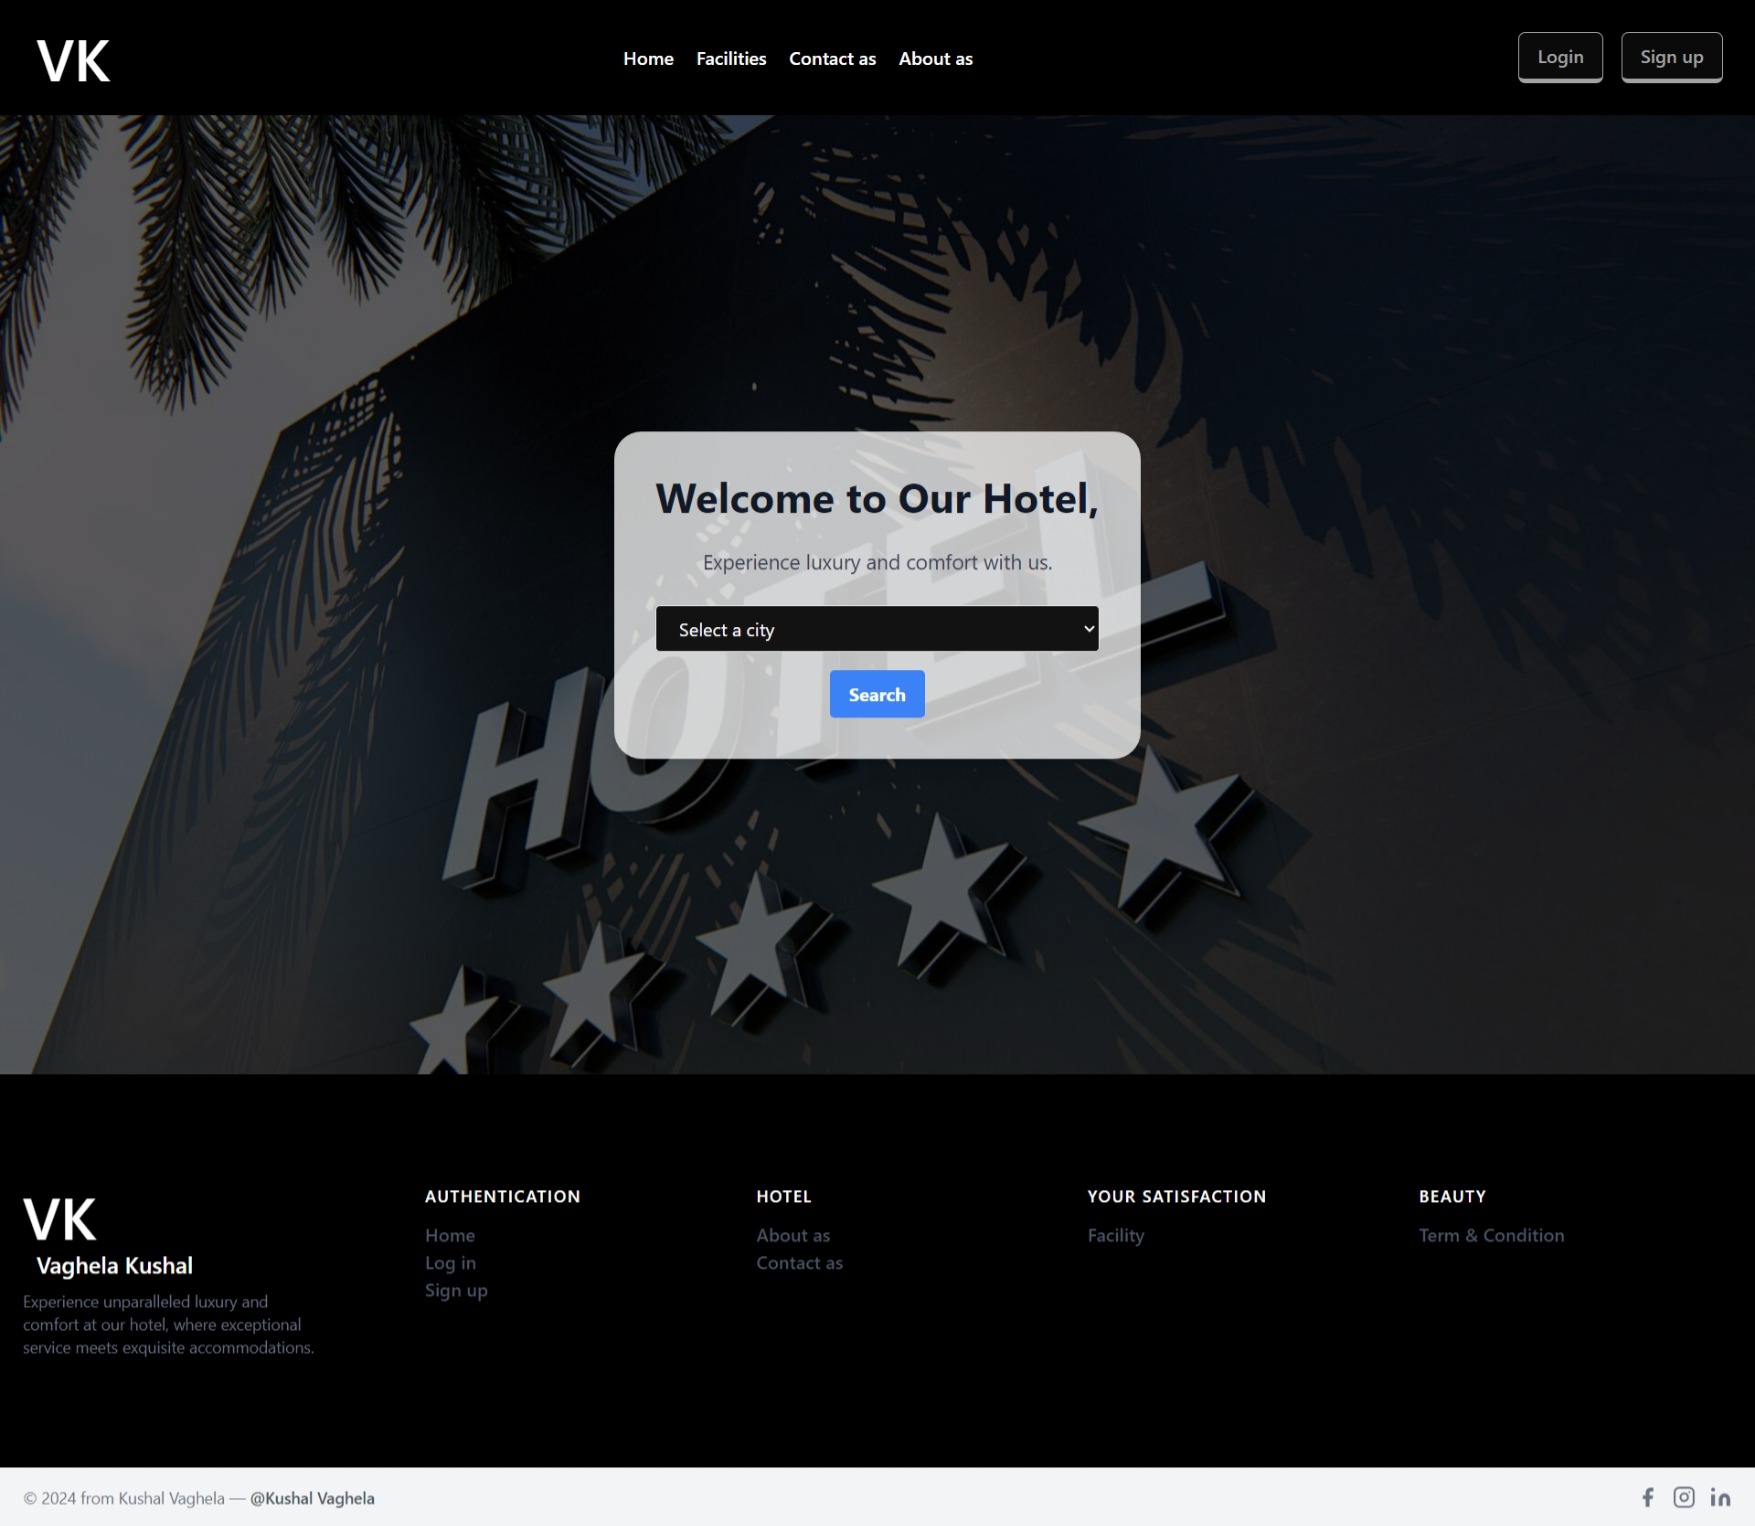 VK
Home Facilities Contact as About as
Login Sign up
Welcome to Our Hotel,
Experience luxury and comfort with us.
Select a city
Search
HOTEL
VK
Vaghela Kushal
Experience unparalleled luxury and
comfort at our hotel, where exceptional
service meets exquisite accommodations.
AUTHENTICATION
Home
Log in
Sign up
HOTEL
About as
Contact as
YOUR SATISFACTION
Facility
BEAUTY
Term & Condition
© 2024 from Kushal Vaghela — @Kushal Vaghela